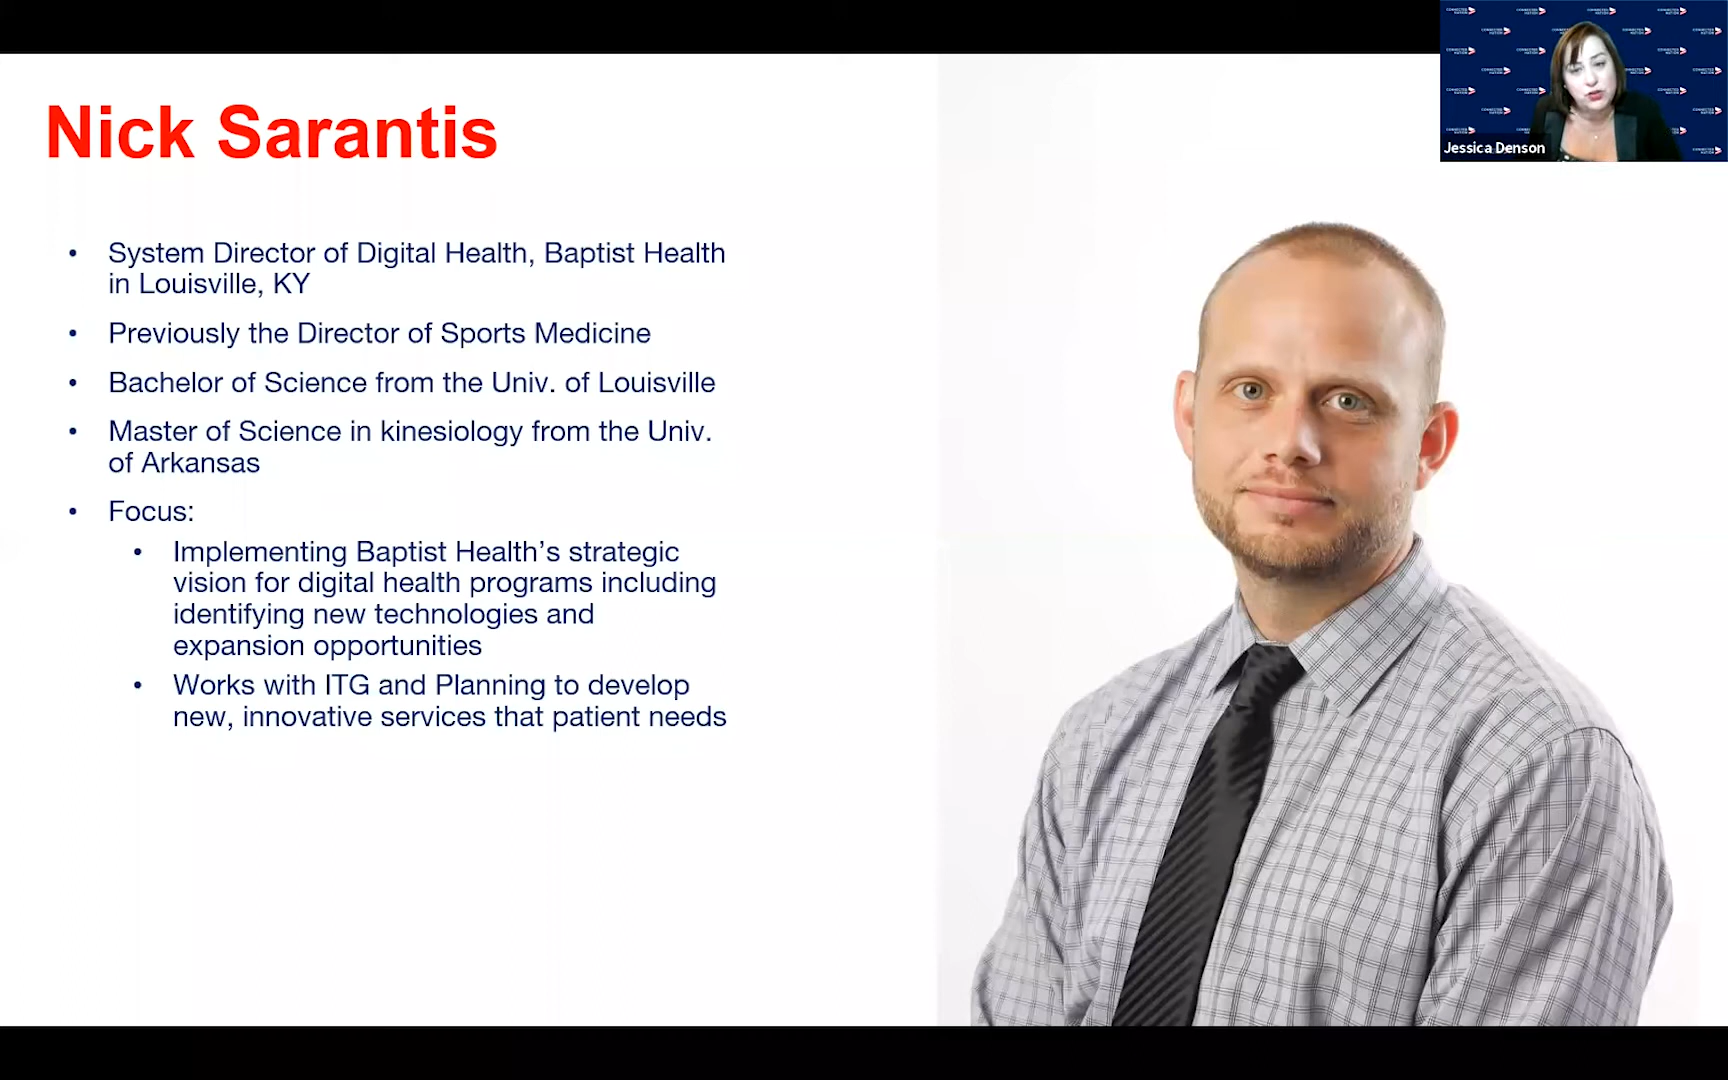 Nick Sarantis
• System Director of Digital Health, Baptist Health
in Louisville, KY
• Previously the Director of Sports Medicine
• Bachelor of Science from the Univ. of Louisville
• Master of Science in kinesiology from the Univ.
of Arkansas
• Focus:
• Implementing Baptist Health’s strategic
vision for digital health programs including
identifying new technologies and
expansion opportunities
• Works with ITG and Planning to develop
new, innovative services that patient needs
CONNECTED
NATION
Jessica Denson